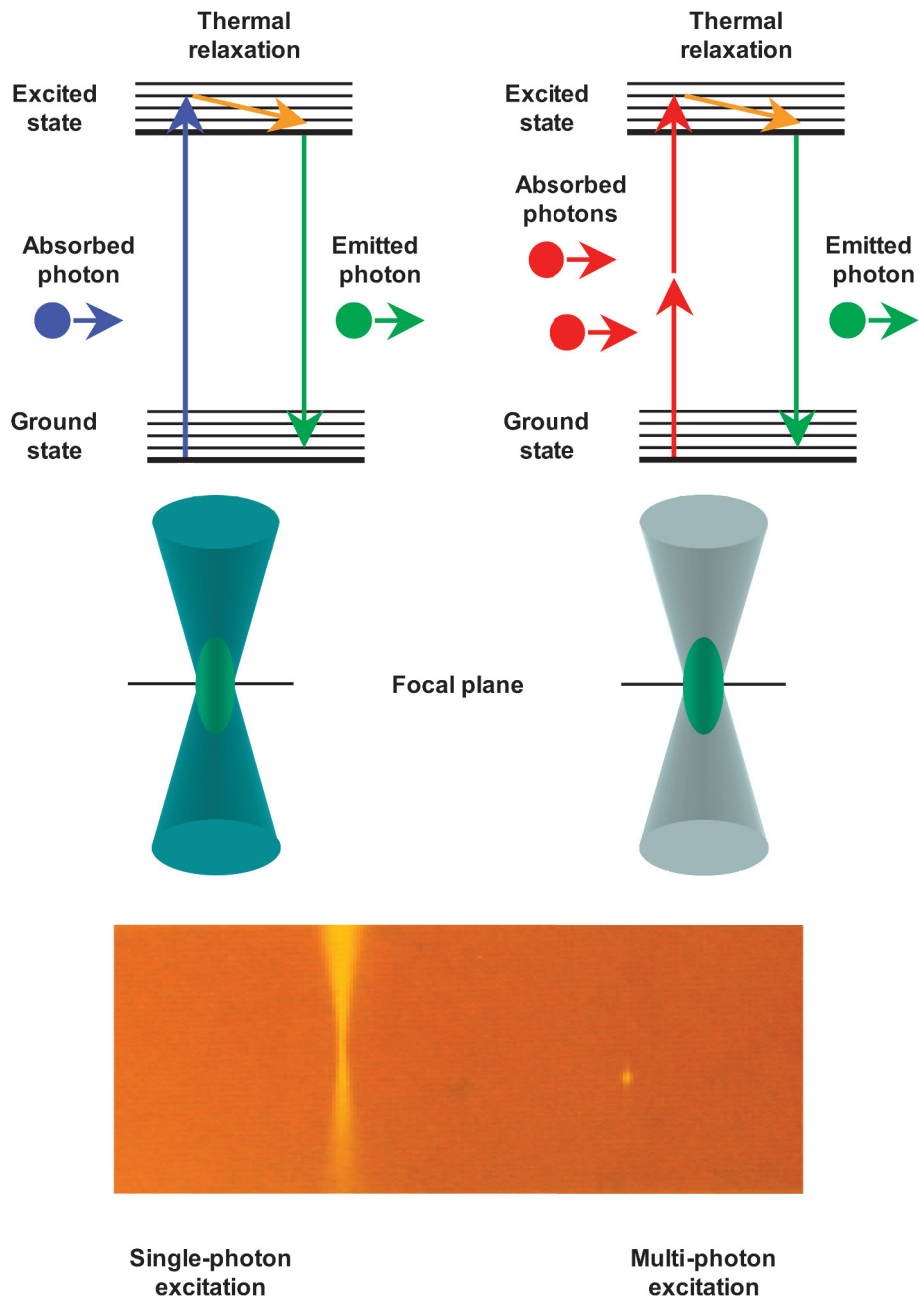 Thermal
relaxation
Excited
state
Absorbed
photon
Emitted
photon
Ground
state
Thermal
relaxation
Excited
state
Absorbed
photons
Emitted
photon
Ground
state
Focal plane
Single-photon
excitation
Multi-photon
excitation